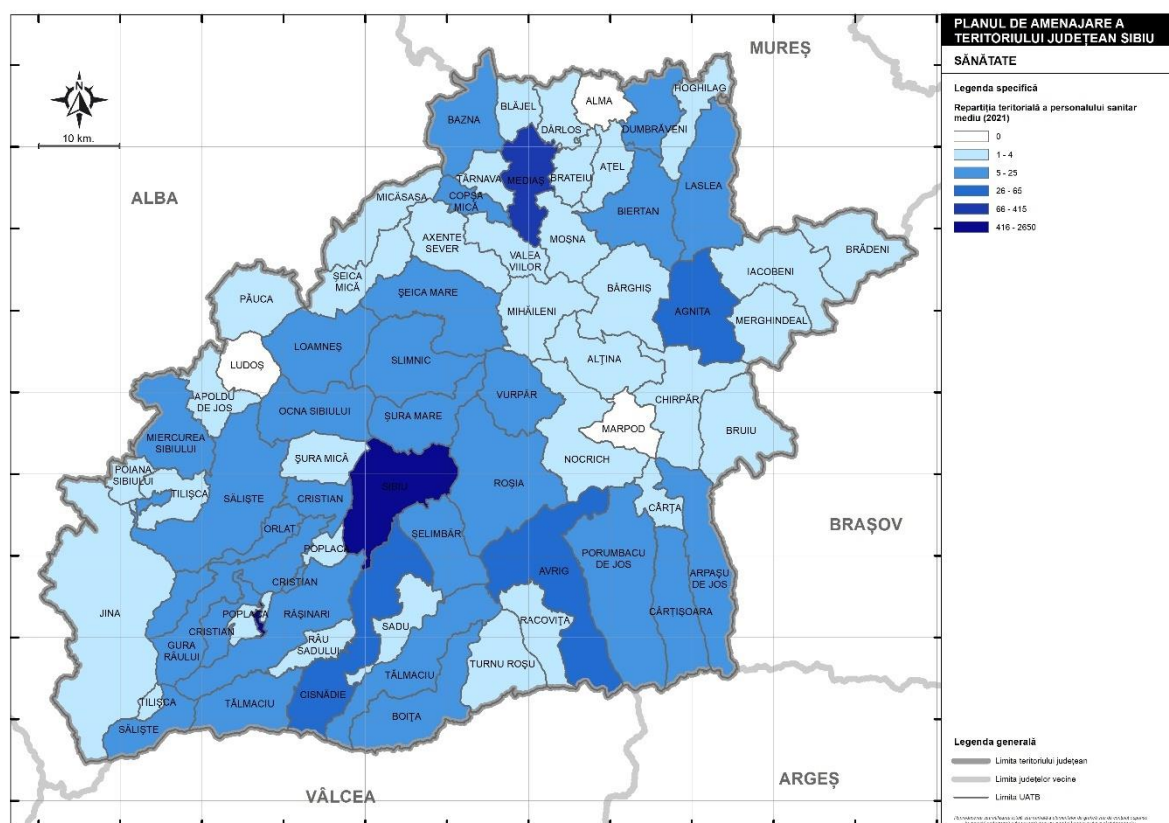 PLANUL DE AMENAJARE A
TERITORIULUI JUDEȚEAN SIBIU
SĂNĂTATE
Legenda specifică
Repartiția teritorială a personalului sanitar
mediu (2021)
0
1 - 4
5 - 25
26 - 65
66 - 415
416 - 2650
N
10 km.
MUREȘ
ALBA
BRAȘOV
ARGEȘ
VÂLCEA
HOGHILAG
ALMA
BLĂJEL
BAZNA
DÂRLOS
DUMBRĂVENI
AȚEL
TÂRNAVA
MEDIAȘ
BRATEIU
LASLEA
COPȘA
MICĂ
MICĂSASA
BIERTAN
AXENTE
SEVER
MOȘNA
VALEA
VIILOR
BRĂDENI
IACOBENI
ȘEICA
MICĂ
BÂRGHIȘ
PĂUCA
ȘEICA MARE
MIHĂILENI
AGNITA
MERGHINDEAL
LOAMNEȘ
SLIMNIC
ALȚINA
LUDOȘ
APOLDU
DE JOS
VURPĂR
CHIRPĂR
OCNA SIBIULUI
ȘURA MARE
MARPOD
BRUIU
MIERCUREA
SIBIULUI
ȘURA MICĂ
NOCRICH
POIANA
SIBIULUI
TILIȘCA
SĂLIȘTE
CRISTIAN
SIBIU
ROȘIA
CÂRȚA
ORLAT
ȘELIMBĂR
POPLACA
PORUMBACU
DE JOS
AVRIG
ARPAȘU
DE JOS
CRISTIAN
CÂRȚIȘOARA
JINA
POPLACA
RĂȘINARI
RACOVIȚA
SADU
CRISTIAN
GURA
RÂULUI
RÂU
SADULUI
TURNU ROȘU
TĂLMACIU
CISNĂDIE
TILIȘCA
TĂLMACIU
BOIȚA
SĂLIȘTE
Legenda generală
Limita teritoriului județean
Limita județelor vecine
Limita UATB